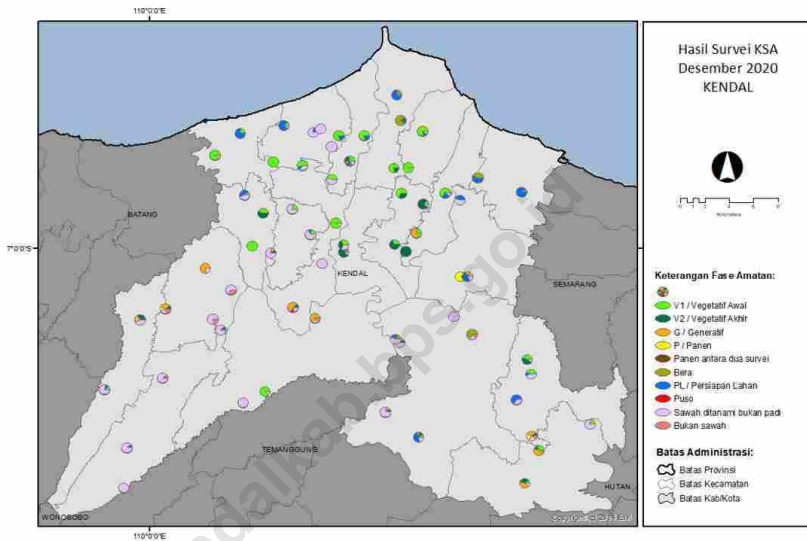 110°0'0"E
Hasil Survei KSA
Desember 2020
KENDAL
BATANG
7°0'0"S
KENDAL
SEMARANG
TEMANGGUNG
WONOSOBO
HUTAN
110°0'0"E
Kilometers
Keterangan Fase Amatan:
V1 / Vegetatif Awal
V2 / Vegetatif Akhir
G / Generatif
P / Panen
Panen antara dua survei
Bera
PL / Persiapan Lahan
Puso
Sawah ditanami bukan padi
Bukan sawah
Batas Administrasi:
Batas Provinsi
Batas Kecamatan
Batas Kab/Kota